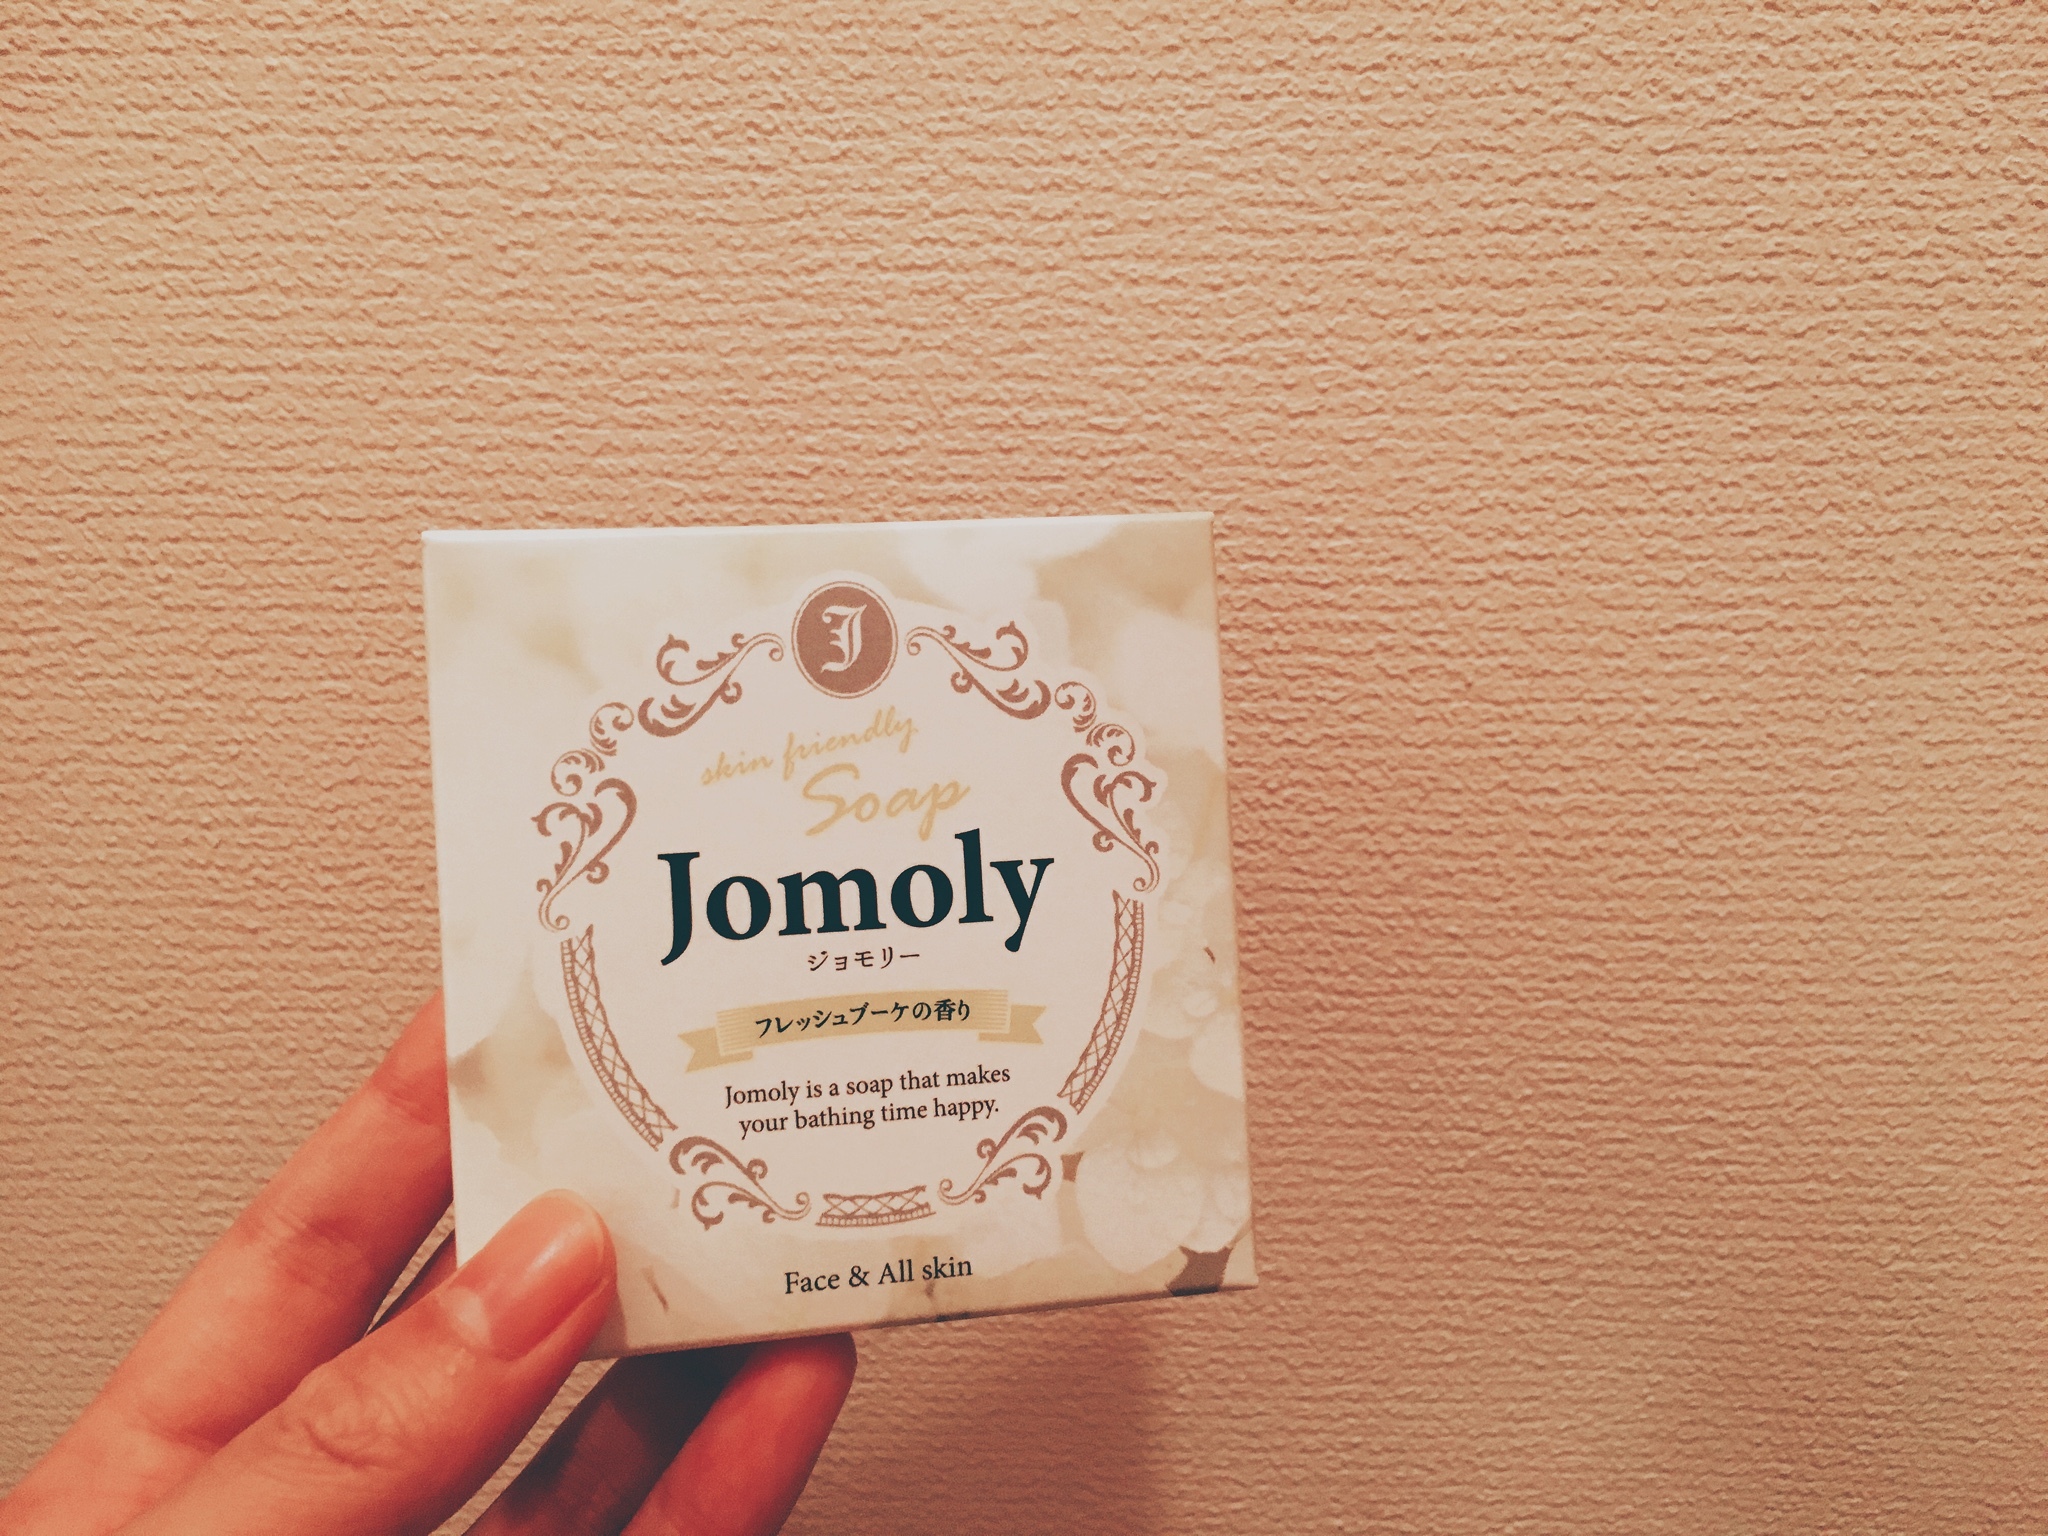 J
skin friendly
Soap
Jomoly
ジョモリー
フレッシュブーケの香り
Jomoly is a soap that makes
your bathing time happy.
Face & All skin